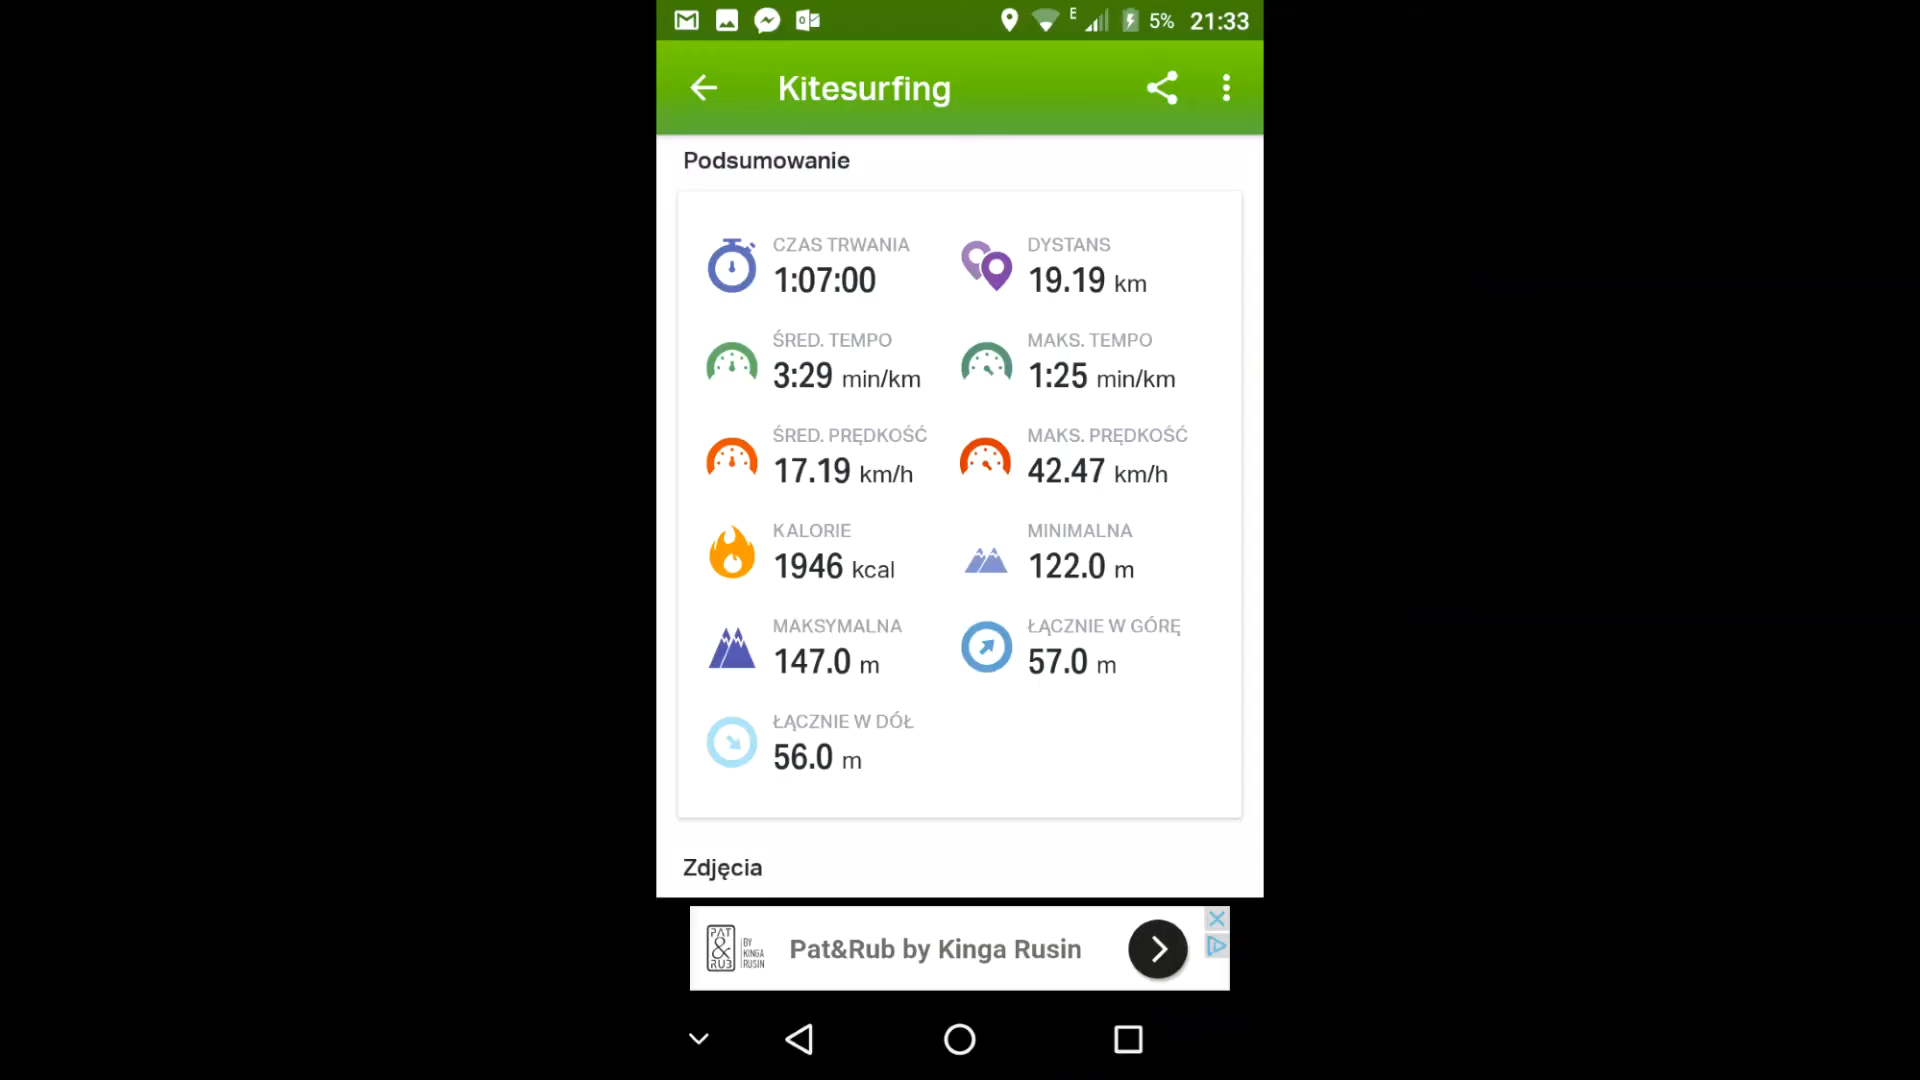 E 5% 21:33
Kitesurfing
Podsumowanie
CZAS TRWANIA
1:07:00
DYSTANS
19.19 km
ŚRED. TEMPO
3:29 min/km
MAKS. TEMPO
1:25 min/km
ŚRED. PRĘDKOŚĆ
17.19 km/h
MAKS. PRĘDKOŚĆ
42.47 km/h
KALORIE
1946 kcal
MINIMALNA
122.0 m
MAKSYMALNA
147.0 m
ŁĄCZNIE W GÓRĘ
57.0 m
ŁĄCZNIE W DÓŁ
56.0 m
Zdjęcia
PAT
&
RUB
BY
KINGA
RUSIN
Pat&Rub by Kinga Rusin